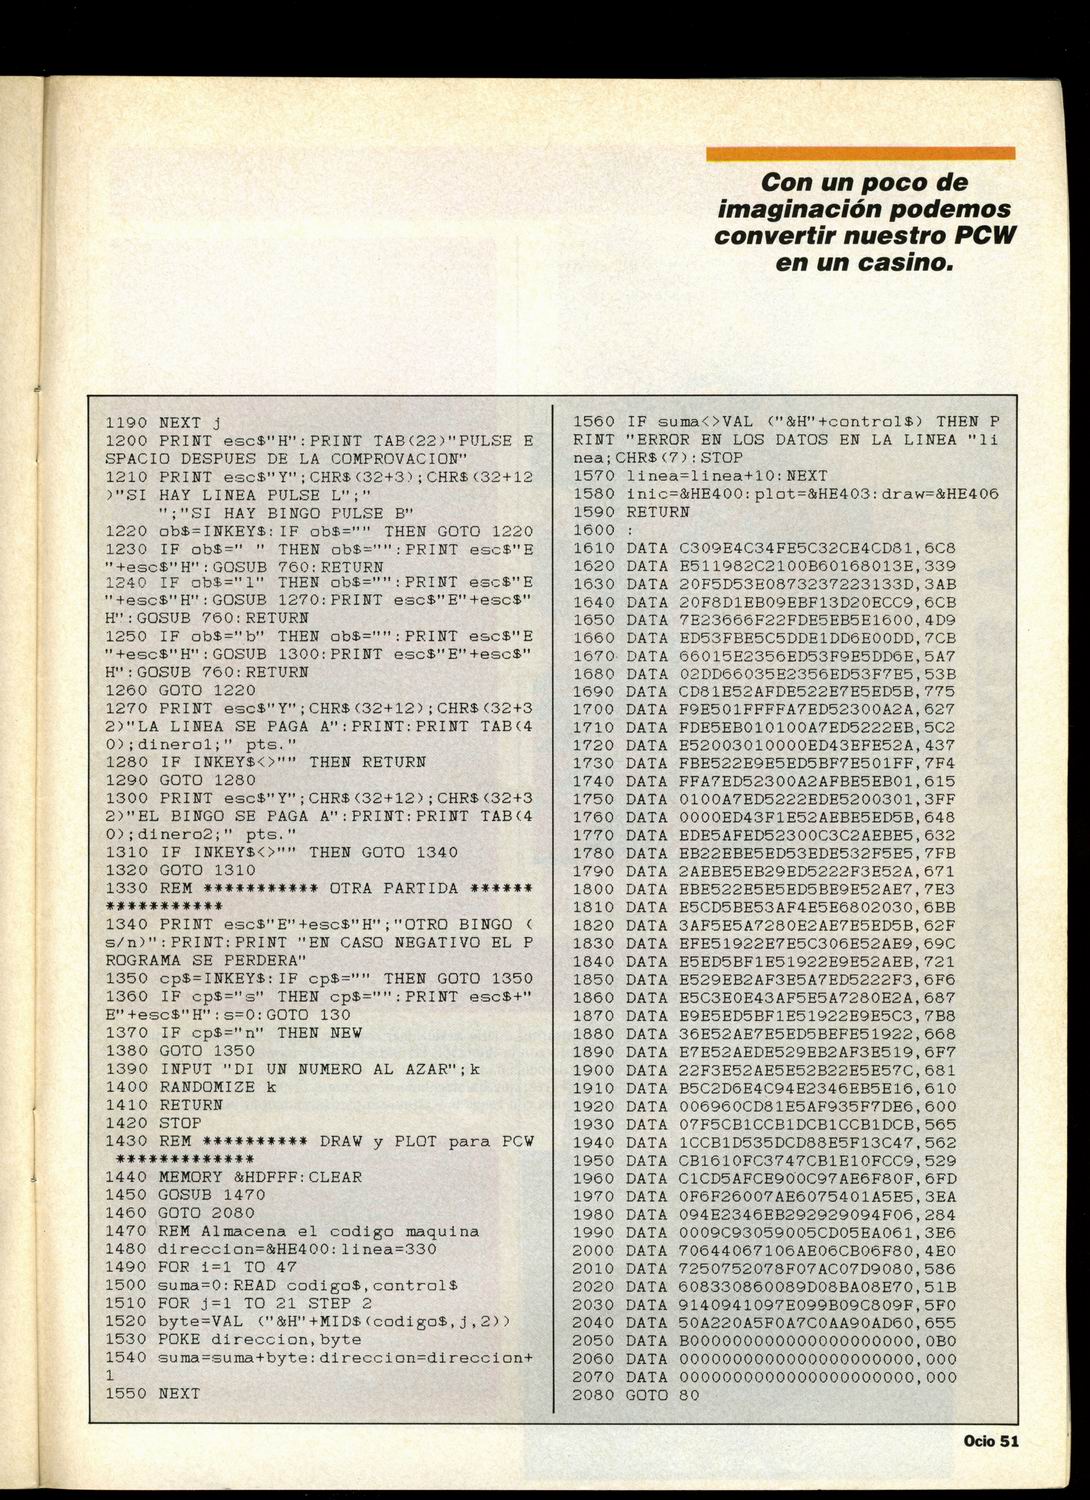 Con un poco de
imaginación podemos
convertir nuestro PCW
en un casino.
1190 NEXT j
1200 PRINT esc$"H":PRINT TAB(22)"PULSE E
SPACIO DESPUES DE LA COMPROVACION"
1210 PRINT esc$"Y";CHR$(32+3);CHR$(32+12
)"SI HAY LINEA PULSE L";"
";"SI HAY BINGO PULSE B"
1220 ob$=INKEY$:IF ob$="" THEN GOTO 1220
1230 IF ob$=" " THEN ob$="":PRINT esc$"E
"+esc$"H":GOSUB 760:RETURN
1240 IF ob$="l" THEN ob$="":PRINT esc$"E
"+esc$"H":GOSUB 1270:PRINT esc$"E"+esc$"
H":GOSUB 760:RETURN
1250 IF ob$="b" THEN ob$="":PRINT esc$"E
"+esc$"H":GOSUB 1300:PRINT esc$"E"+esc$"
H":GOSUB 760:RETURN
1260 GOTO 1220
1270 PRINT esc$"Y";CHR$(32+12);CHR$(32+3
2)"LA LINEA SE PAGA A":PRINT:PRINT TAB(4
0);dinero1;" pts."
1280 IF INKEY$<>"" THEN RETURN
1290 GOTO 1280
1300 PRINT esc$"Y";CHR$(32+12);CHR$(32+3
2)"EL BINGO SE PAGA A":PRINT:PRINT TAB(4
0);dinero2;" pts."
1310 IF INKEY$<>"" THEN GOTO 1340
1320 GOTO 1310
1330 REM *********** OTRA PARTIDA ******
***********
1340 PRINT esc$"E"+esc$"H";"OTRO BINGO (
s/n)":PRINT:PRINT "EN CASO NEGATIVO EL P
ROGRAMA SE PERDERA"
1350 cp$=INKEY$:IF cp$="" THEN GOTO 1350
1360 IF cp$="s" THEN cp$="":PRINT esc$+"
E"+esc$"H":s=0:GOTO 130
1370 IF cp$="n" THEN NEW
1380 GOTO 1350
1390 INPUT "DI UN NUMERO AL AZAR";k
1400 RANDOMIZE k
1410 RETURN
1420 STOP
1430 REM ********** DRAW y PLOT para PCW
*************
1440 MEMORY &HDFFF:CLEAR
1450 GOSUB 1470
1460 GOTO 2080
1470 REM Almacena el codigo maquina
1480 direccion=&HE400:linea=330
1490 FOR i=1 TO 47
1500 suma=0:READ codigo$,control$
1510 FOR j=1 TO 21 STEP 2
1520 byte=VAL ("&H"+MID$(codigo$,j,2))
1530 POKE direccion,byte
1540 suma=suma+byte:direccion=direccion+
1
1550 NEXT
1560 IF suma<>VAL ("&H"+control$) THEN P
RINT "ERROR EN LOS DATOS EN LA LINEA "li
nea;CHR$(7):STOP
1570 linea=linea+10:NEXT
1580 inic=&HE400:plot=&HE403:draw=&HE406
1590 RETURN
1600 :
1610 DATA C309E4C34FE5C32CE4CD81,6C8
1620 DATA E511982C2100B60168013E,339
1630 DATA 20F5D53E0873237223133D,3AB
1640 DATA 20F8D1EB09EBF13D20ECC9,6CB
1650 DATA 7E23666F22FDE5EB5E1600,4D9
1660 DATA ED53FBE5C5DDE1DD6E00DD,7CB
1670 DATA 66015E2356ED53F9E5DD6E,5A7
1680 DATA 02DD66035E2356ED53F7E5,53B
1690 DATA CD81E52AFDE522E7E5ED5B,775
1700 DATA F9E501FFFFA7ED52300A2A,627
1710 DATA FDE5EB010100A7ED5222EB,5C2
1720 DATA E52003010000ED43EFE52A,437
1730 DATA FBE522E9E5ED5BF7E501FF,7F4
1740 DATA FFA7ED52300A2AFBE5EB01,615
1750 DATA 0100A7ED5222EDE5200301,3FF
1760 DATA 0000ED43F1E52AEBE5ED5B,648
1770 DATA EDE5AFED52300C3C2AEBE5,632
1780 DATA EB22EBE5ED53EDE532F5E5,7FB
1790 DATA 2AEBE5EB29ED5222F3E52A,671
1800 DATA EBE522E5E5ED5BE9E52AE7,7E3
1810 DATA E5CD5BE53AF4E5E6802030,6BB
1820 DATA 3AF5E5A7280E2AE7E5ED5B,62F
1830 DATA EFE51922E7E5C306E52AE9,69C
1840 DATA E5ED5BF1E51922E9E52AEB,721
1850 DATA E529EB2AF3E5A7ED5222F3,6F6
1860 DATA E5C3E0E43AF5E5A7280E2A,687
1870 DATA E9E5ED5BF1E51922E9E5C3,7B8
1880 DATA 36E52AE7E5ED5BEFE51922,668
1890 DATA E7E52AEDE529EB2AF3E519,6F7
1900 DATA 22F3E52AE5E52B22E5E57C,681
1910 DATA B5C2D6E4C94E2346EB5E16,610
1920 DATA 006960CD81E5AF935F7DE6,600
1930 DATA 07F5CB1CCB1DCB1CCB1DCB,565
1940 DATA 1CCB1D535DCD88E5F13C47,562
1950 DATA CB1610FC3747CB1E10FCC9,529
1960 DATA C1CD5AFCE900C97AE6F80F,6FD
1970 DATA 0F6F26007AE6075401A5E5,3EA
1980 DATA 094E2346EB292929094F06,284
1990 DATA 0009C93059005CD05EA061,3E6
2000 DATA 70644067106AE06CB06F80,4E0
2010 DATA 7250752078F07AC07D9080,586
2020 DATA 608330860089D08BA08E70,51B
2030 DATA 9140941097E099B09C809F,5F0
2040 DATA 50A220A5F0A7C0AA90AD60,655
2050 DATA B000000000000000000000,0B0
2060 DATA 0000000000000000000000,000
2070 DATA 0000000000000000000000,000
2080 GOTO 80
Ocio 51